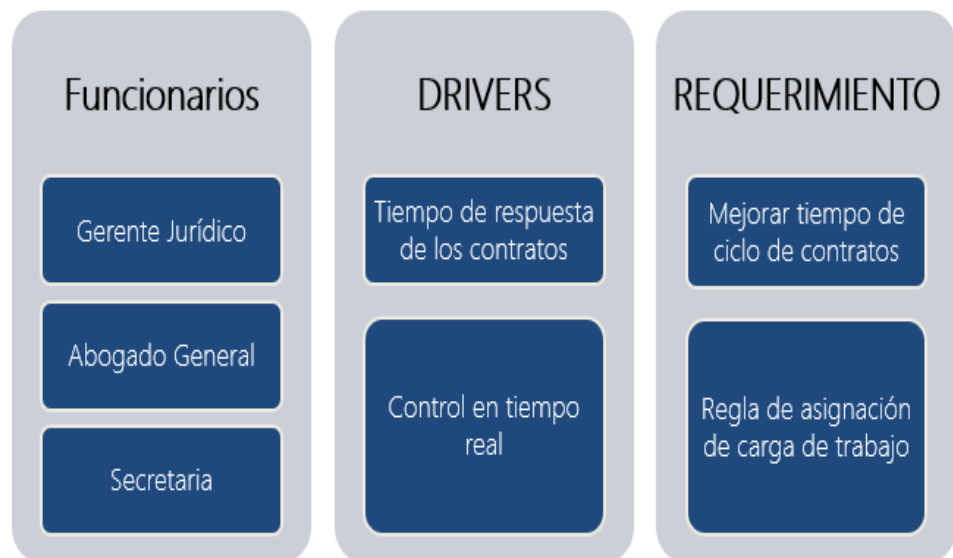 Funcionarios
Gerente Jurídico
Abogado General
Secretaria
DRIVERS
Tiempo de respuesta
de los contratos
Control en tiempo
real
REQUERIMIENTO
Mejorar tiempo de
ciclo de contratos
Regla de asignación
de carga de trabajo